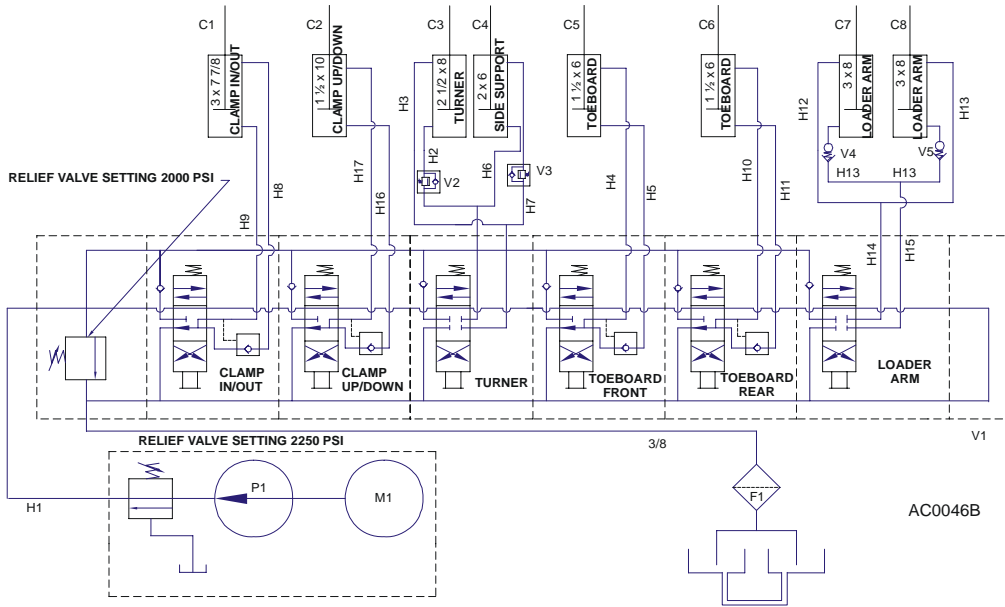 C1
C2
C3
C4
C5
C6
C7
C8
3 x 7 7/8
CLAMP IN/OUT
1 ½ x 10
CLAMP UP/DOWN
2 1/2 x 8
TURNER
2 x 6
SIDE SUPPORT
1 ½ x 6
TOEBOARD
1 ½ x 6
TOEBOARD
3 x 8
LOADER ARM
3 x 8
LOADER ARM
H3
H12
H13
H2
H6
V4
V5
H17
H10
H13
H13
RELIEF VALVE SETTING 2000 PSI
H8
V2
V3
H4
H9
H16
H7
H5
H11
H14
H15
CLAMP
IN/OUT
CLAMP
UP/DOWN
TURNER
TOEBOARD
FRONT
TOEBOARD
REAR
LOADER
ARM
RELIEF VALVE SETTING 2250 PSI
3/8
V1
P1
M1
F1
H1
AC0046B